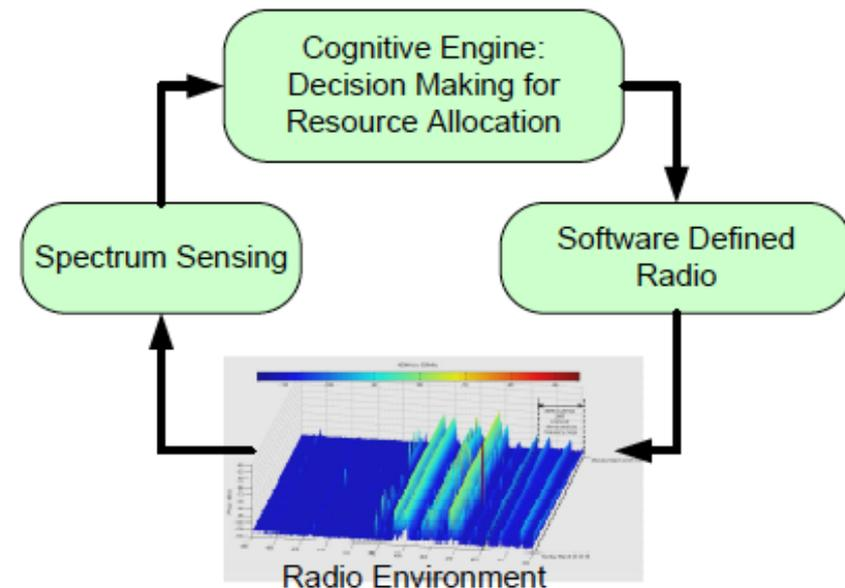 Cognitive Engine:
Decision Making for
Resource Allocation
Spectrum Sensing
Software Defined
Radio
Radio Environment